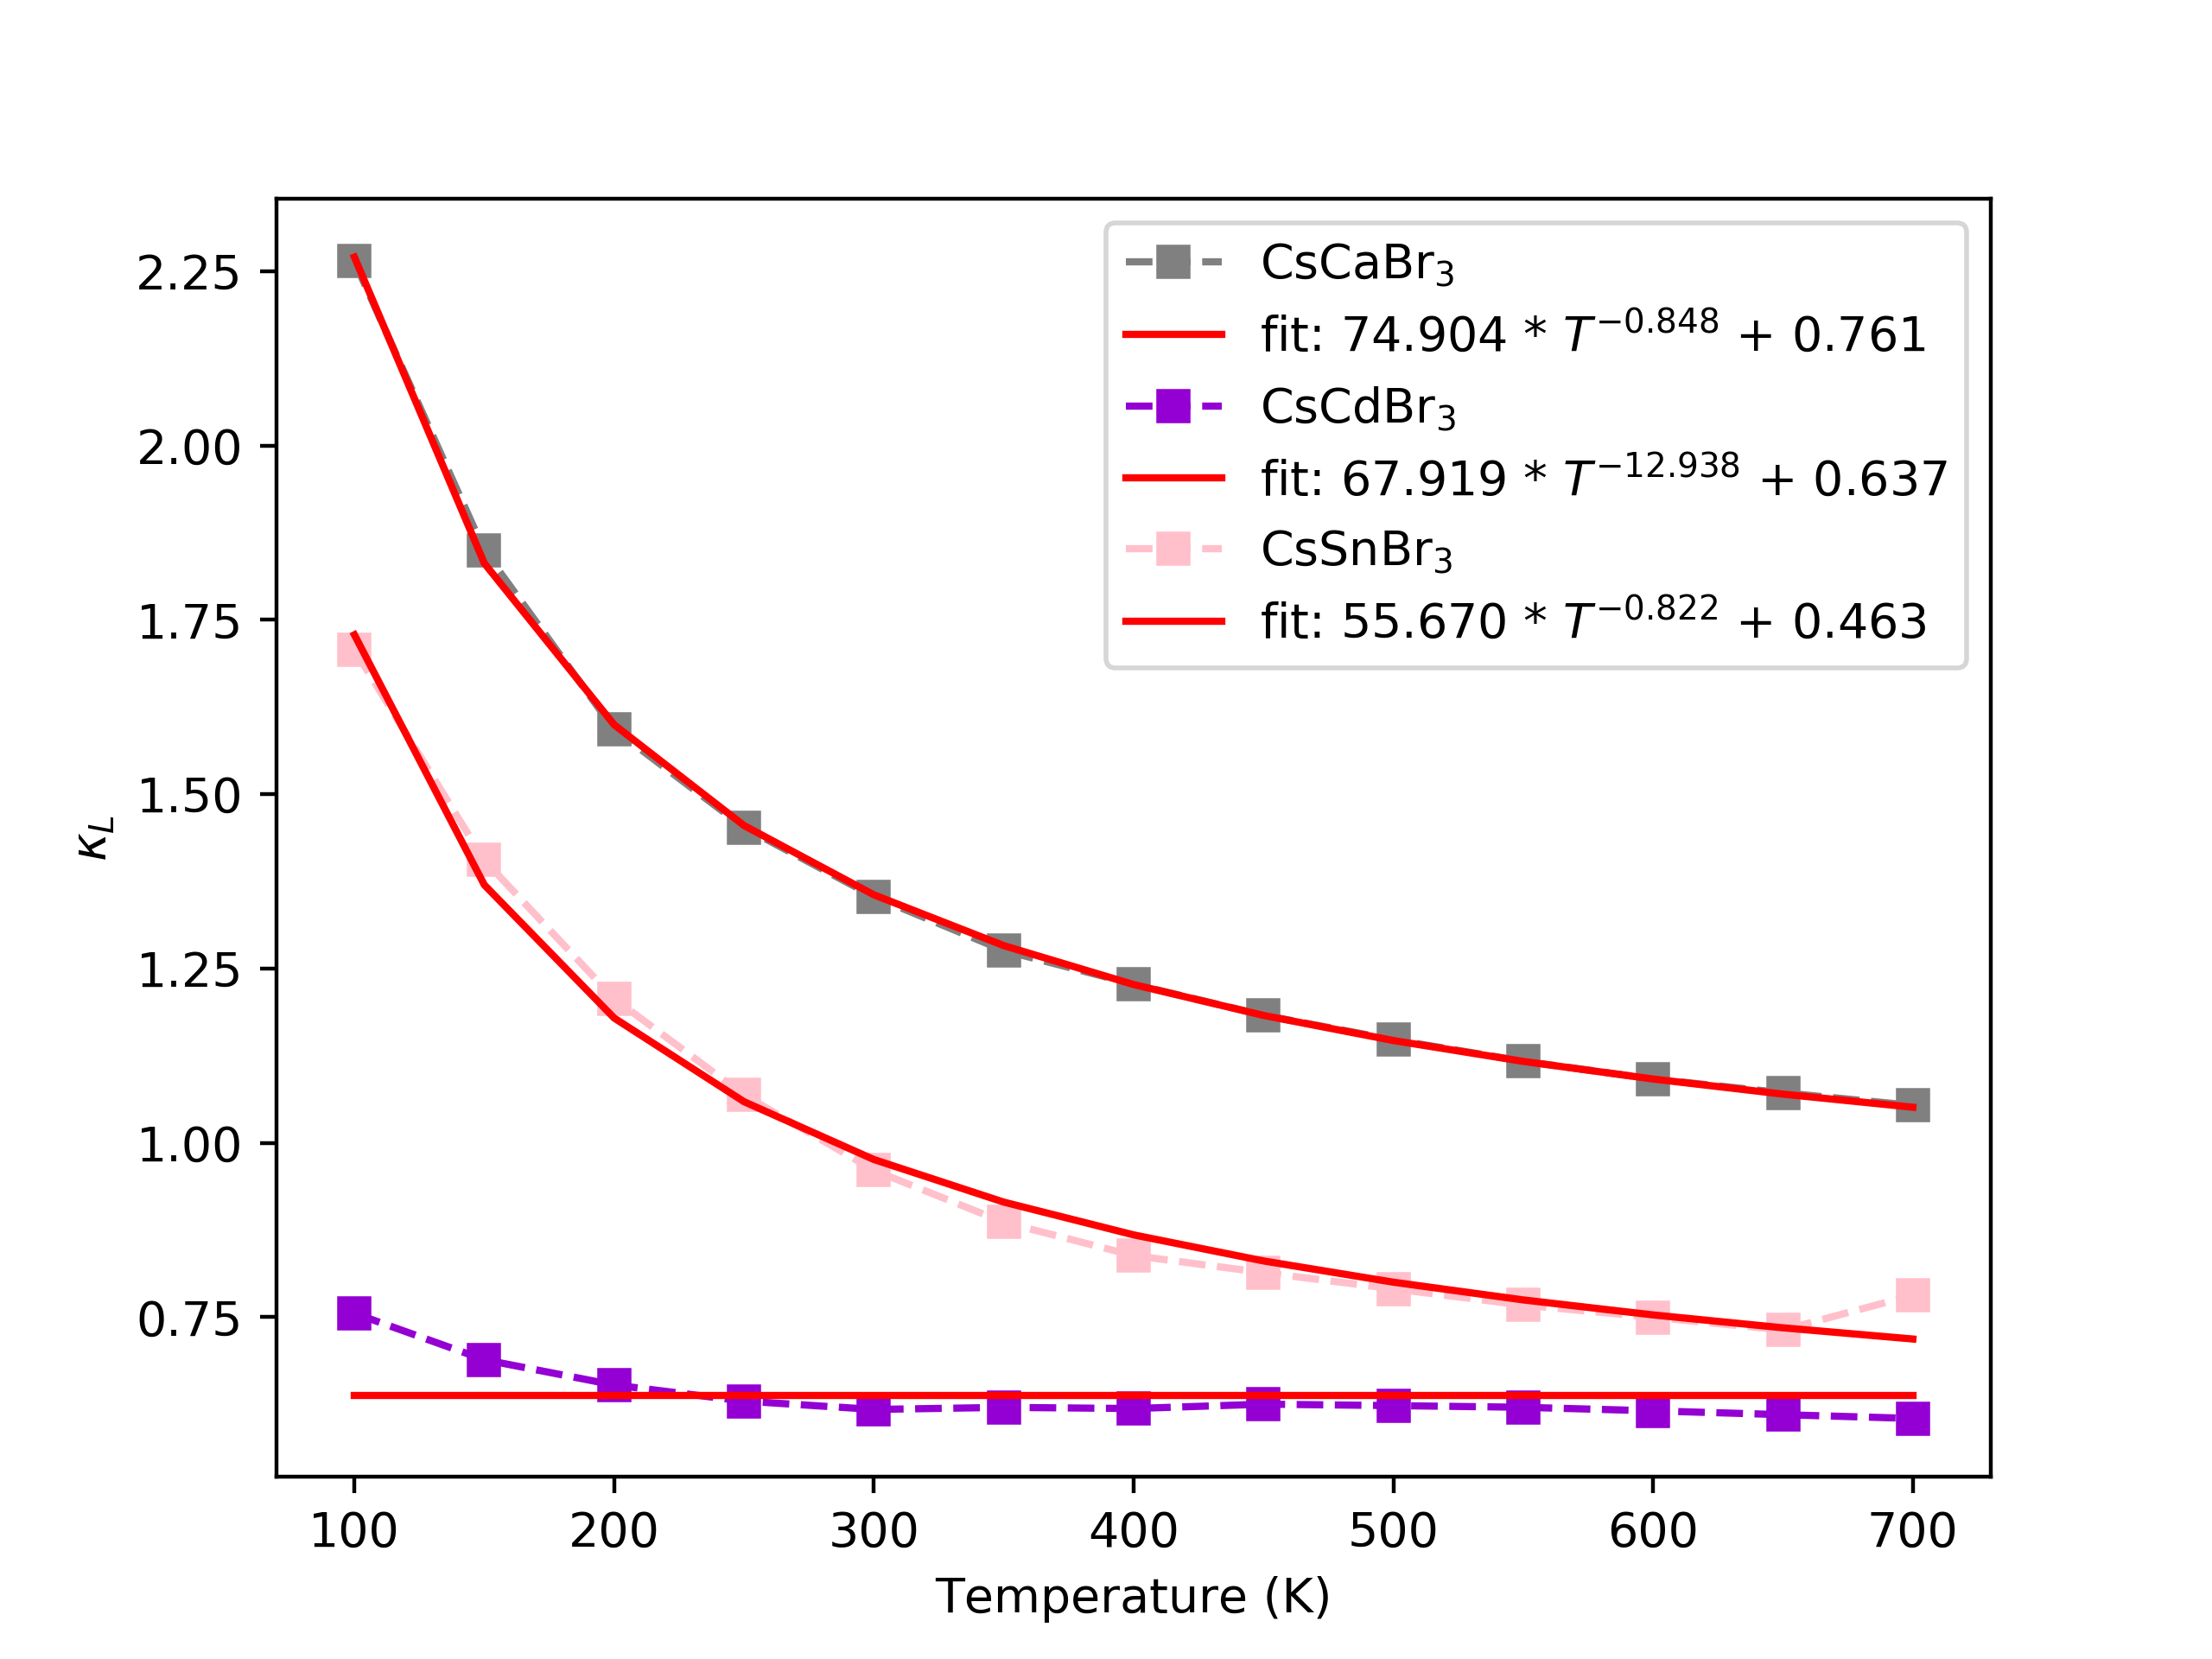 CsCaBr₃
fit: 74.904 * T⁻⁰·⁸⁴⁸ + 0.761
CsCdBr₃
fit: 67.919 * T⁻¹²·⁹³⁸ + 0.637
CsSnBr₃
fit: 55.670 * T⁻⁰·⁸²² + 0.463
2.25
2.00
1.75
1.50
1.25
1.00
0.75
κ_L
100 200 300 400 500 600 700
Temperature (K)